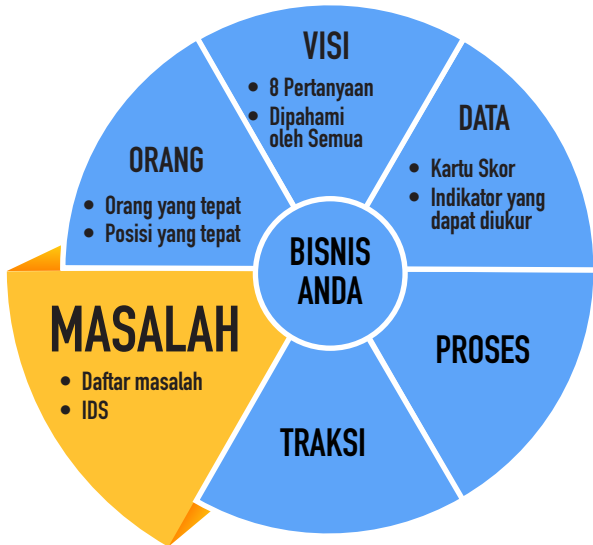 VISI
• 8 Pertanyaan
• Dipahami
oleh Semua
DATA
• Kartu Skor
• Indikator yang
dapat diukur
ORANG
• Orang yang tepat
• Posisi yang tepat
BISNIS
ANDA
MASALAH
• Daftar masalah
• IDS
PROSES
TRAKSI